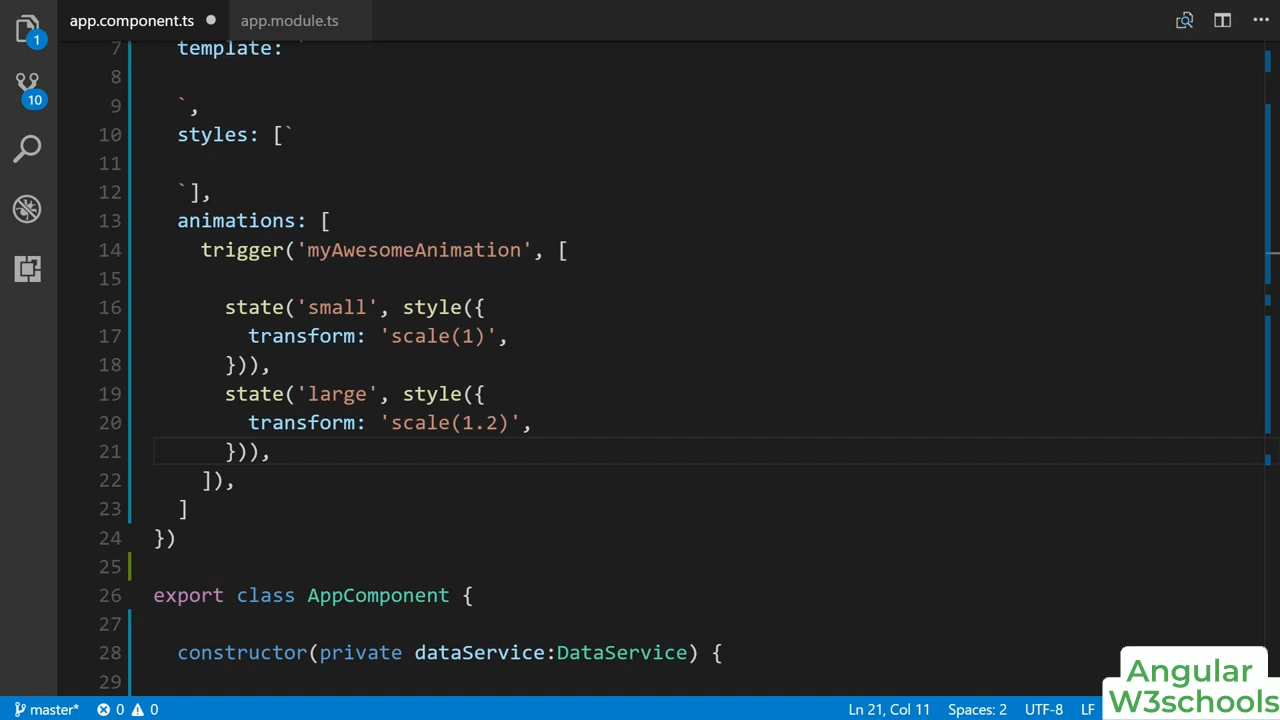 app.component.ts
app.module.ts
1
10
7 template: `
8
9 `,
10 styles: [`
11
12 `],
13 animations: [
14 trigger('myAwesomeAnimation', [
15
16 state('small', style({
17 transform: 'scale(1)',
18 })),
19 state('large', style({
20 transform: 'scale(1.2)',
21 })),
22 ]),
23 ]
24 })
25
26 export class AppComponent {
27
28 constructor(private dataService:DataService) {
29
master* 0 0 Ln 21, Col 11 Spaces: 2 UTF-8 LF
Angular
W3schools